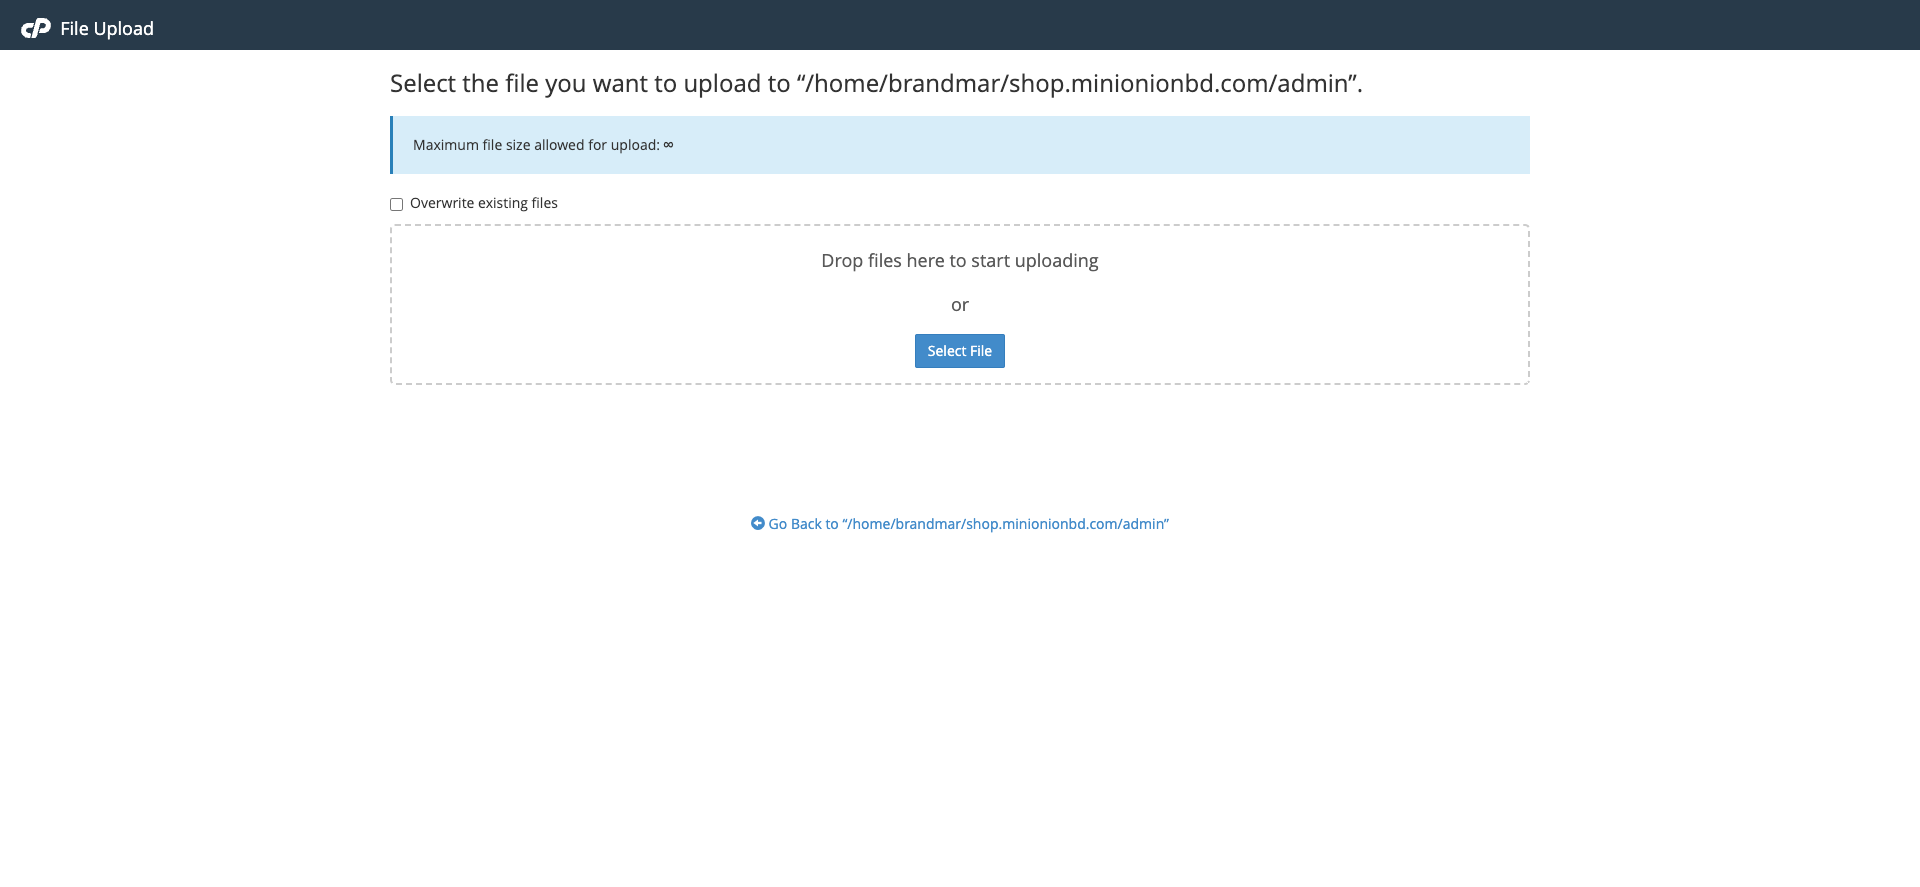 cP File Upload
Select the file you want to upload to “/home/brandmar/shop.minionionbd.com/admin”.
Maximum file size allowed for upload: ∞
Overwrite existing files
Drop files here to start uploading
or
Select File
Go Back to “/home/brandmar/shop.minionionbd.com/admin”